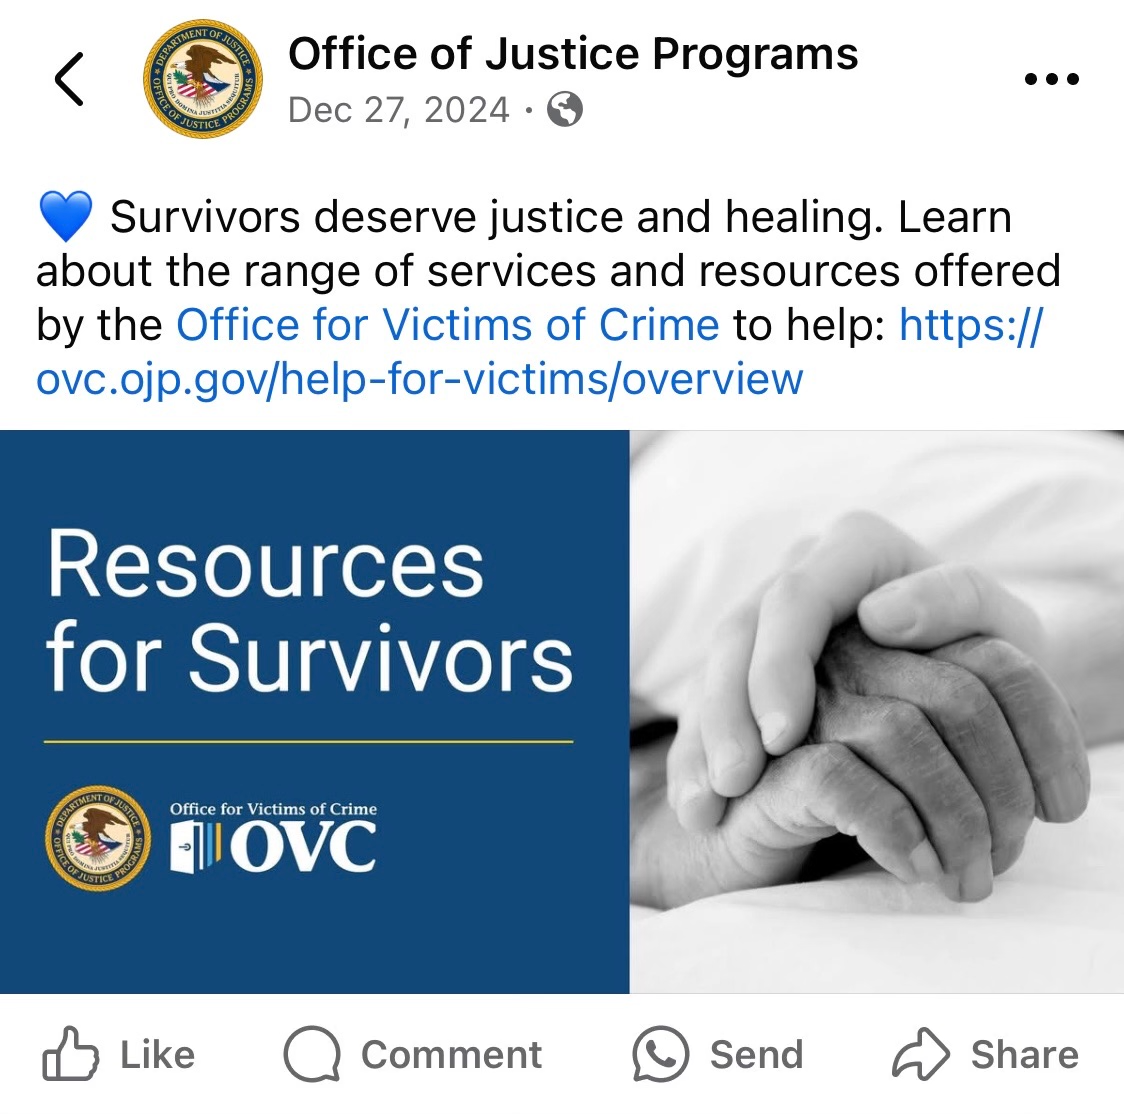 Office of Justice Programs
Dec 27, 2024 ·
💙 Survivors deserve justice and healing. Learn
about the range of services and resources offered
by the Office for Victims of Crime to help: https://
ovc.ojp.gov/help-for-victims/overview
Resources
for Survivors
DEPARTMENT OF JUSTICE
OFFICE OF JUSTICE PROGRAMS
Office for Victims of Crime
OVC
Like
Comment
Send
Share